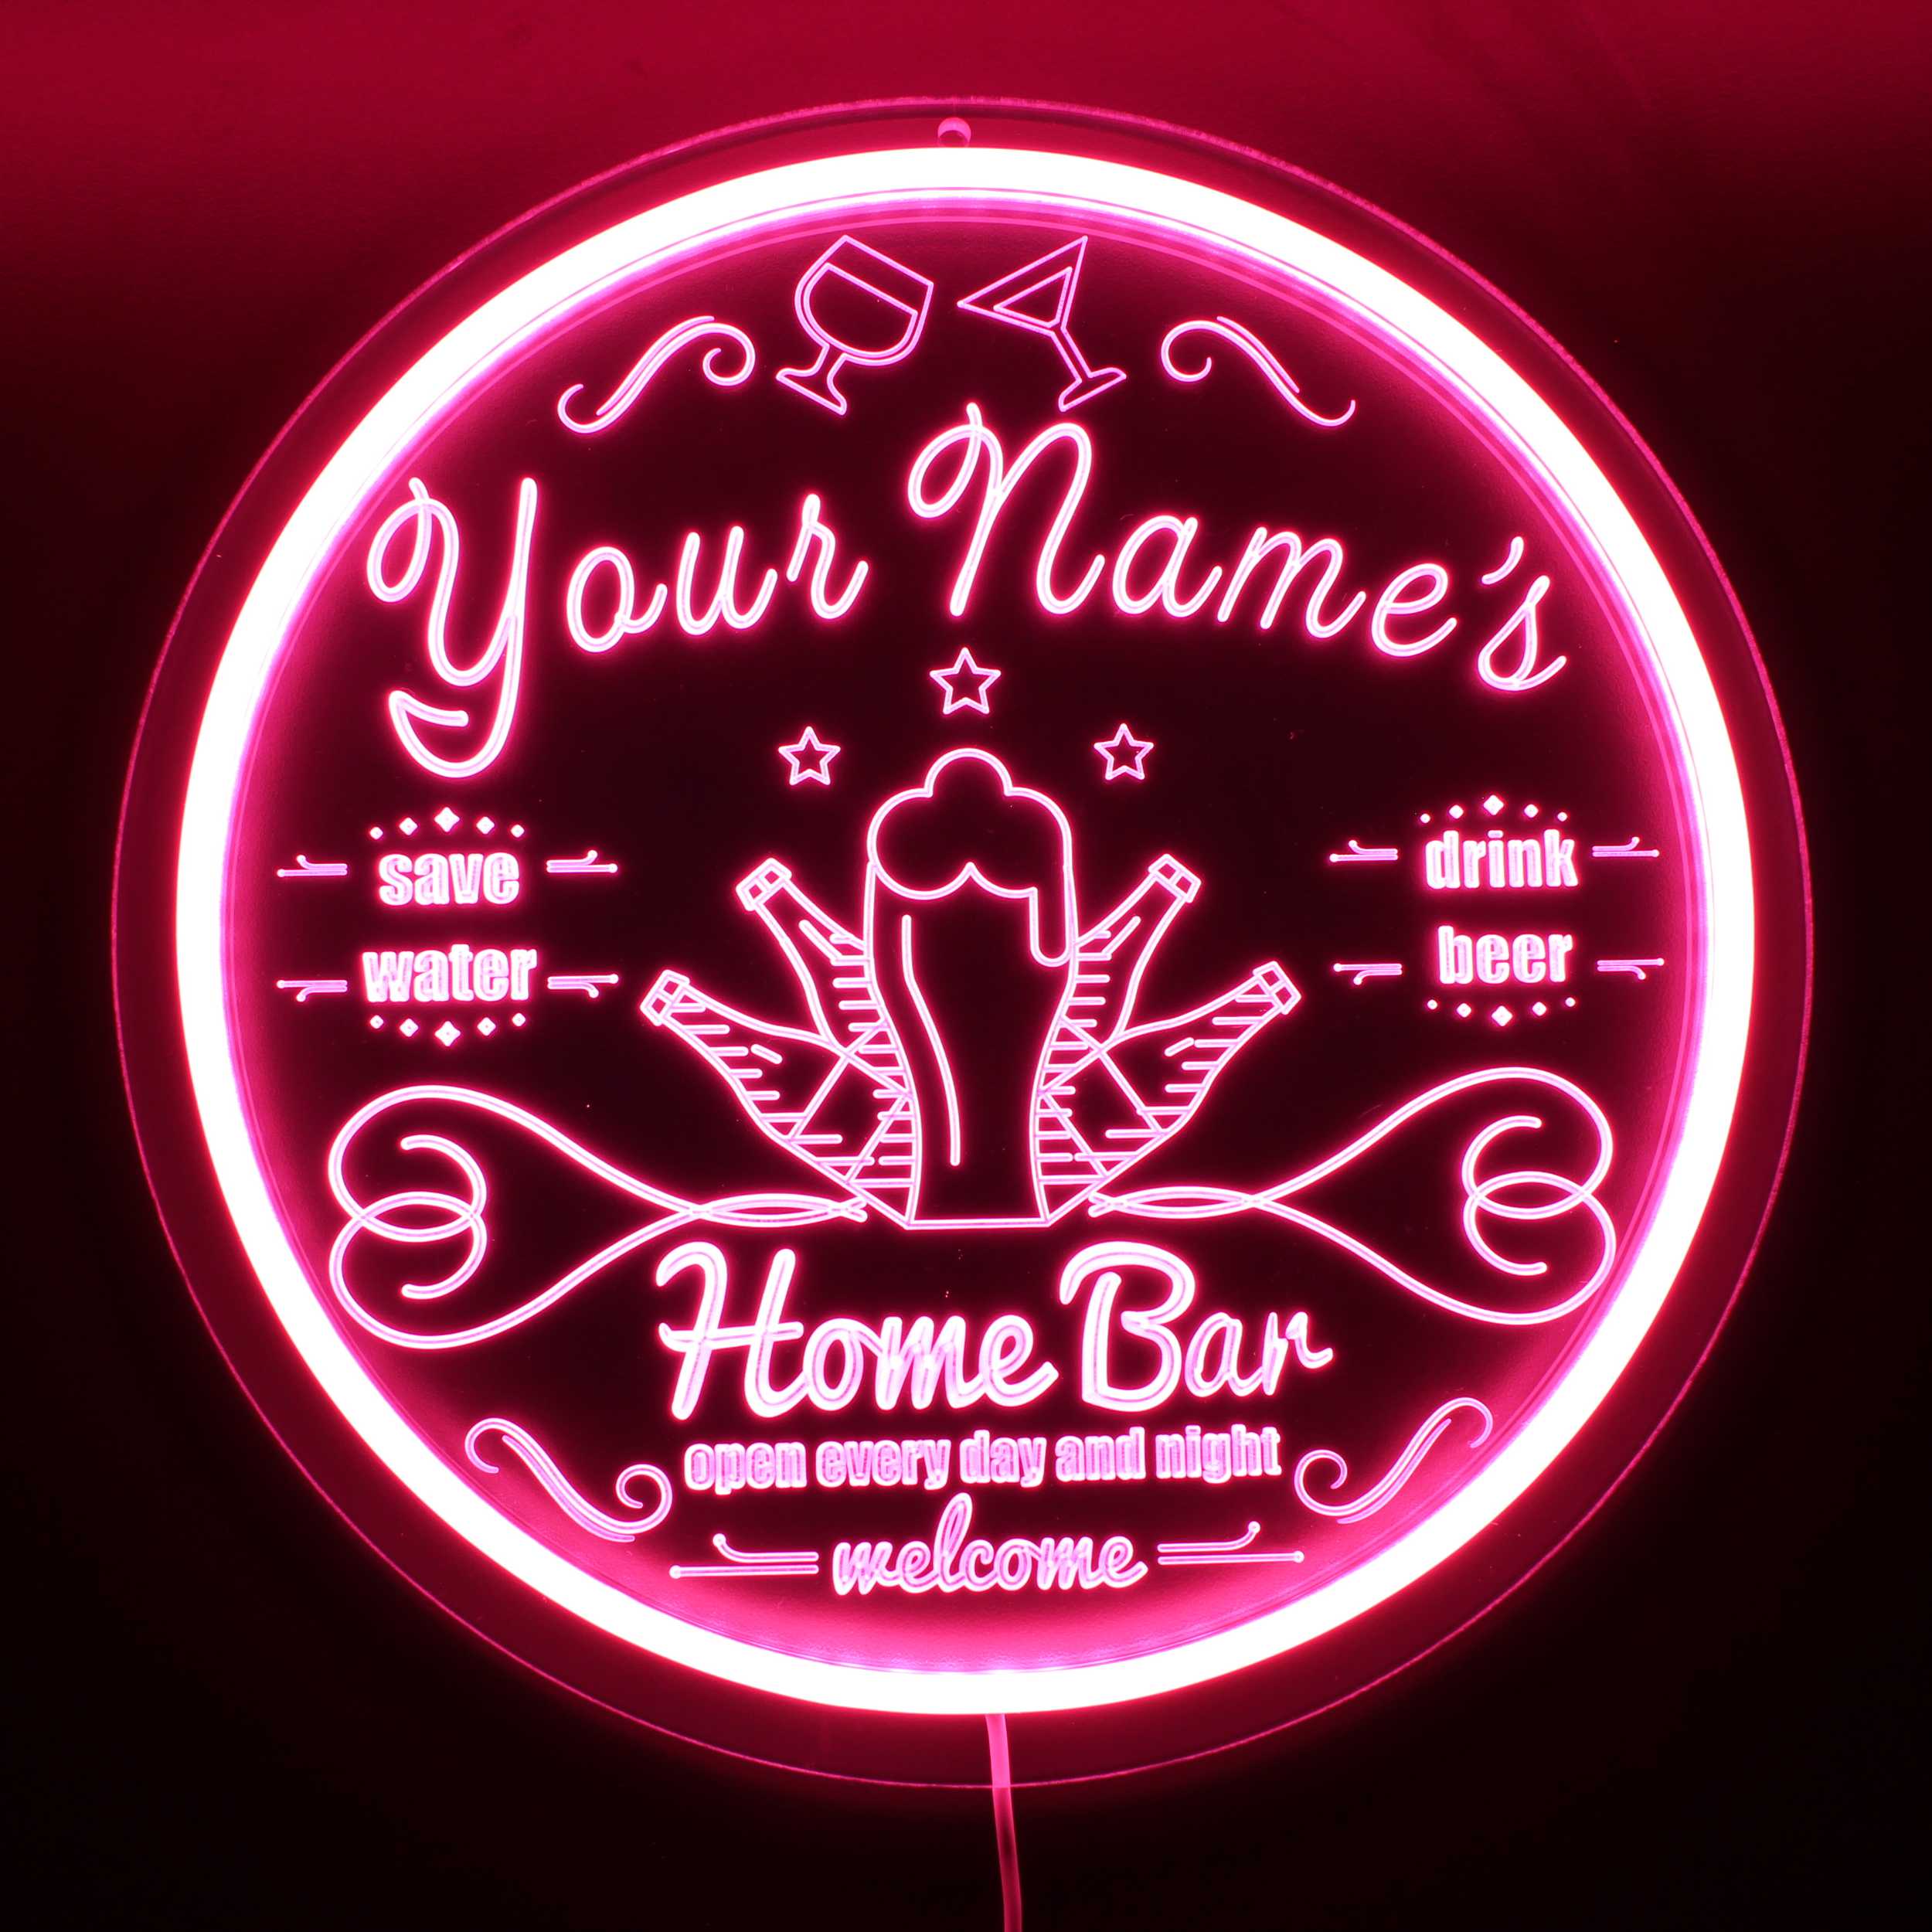 Your Name's
save
water
drink
beer
Home Bar
open every day and night
welcome